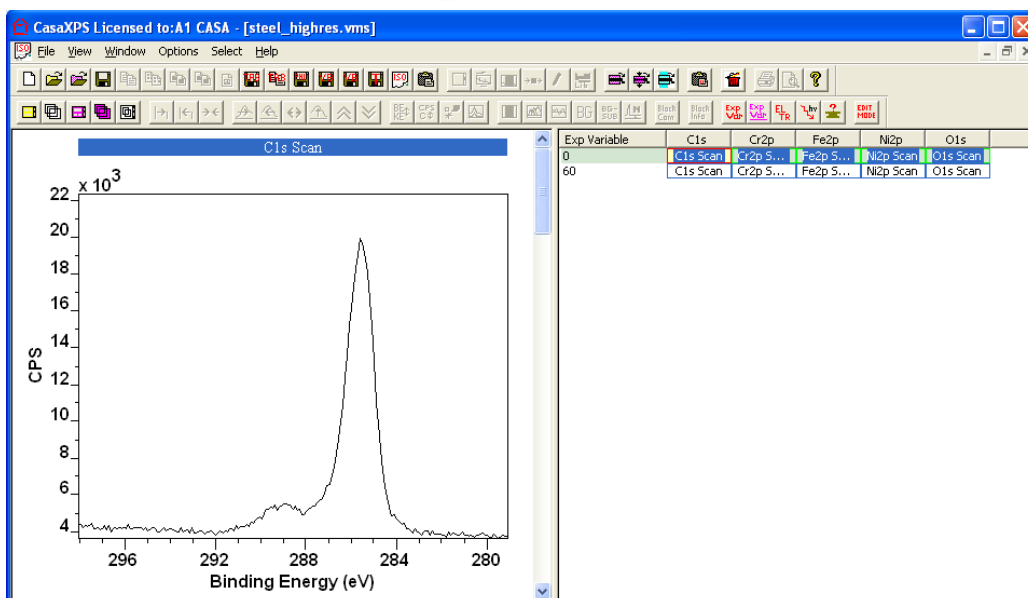 CasaXPS Licensed to:A1 CASA - [steel_highres.vms]
File View Window Options Select Help
C1s Scan
x 10³
22
20
18
16
14
12
10
8
6
4
CPS
296 292 288 284 280
Binding Energy (eV)
Exp Variable C1s Cr2p Fe2p Ni2p O1s
0 C1s Scan Cr2p S... Fe2p S... Ni2p Scan O1s Scan
60 C1s Scan Cr2p S... Fe2p S... Ni2p Scan O1s Scan